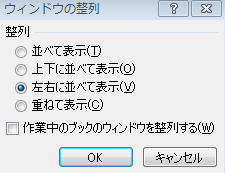 ウィンドウの整列
整列
並べて表示(T)
上下に並べて表示(O)
左右に並べて表示(V)
重ねて表示(C)
作業中のブックのウィンドウを整列する(W)
OK キャンセル